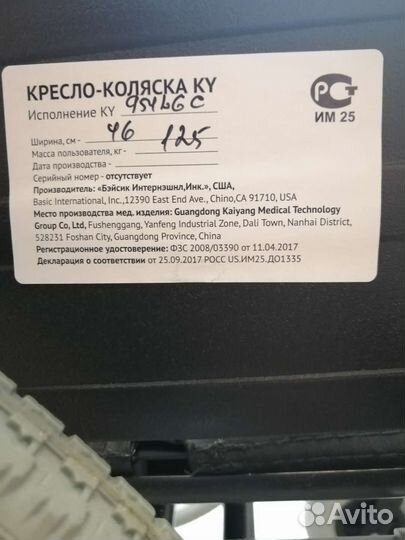 КРЕСЛО-КОЛЯСКА KY
Исполнение KY 954LGC
Ширина, см - 46
Масса пользователя, кг - 125
Дата производства -
Серийный номер - отсутствует
Производитель: «Бэйсик Интернэшнл,Инк.», США,
Basic International, Inc.,12390 East End Ave., Chino,CA 91710, USA
Место производства мед. изделия: Guangdong Kaiyang Medical Technology
Group Co, Ltd, Fushenggang, Yanfeng Industrial Zone, Dali Town, Nanhai District,
528231 Foshan City, Guangdong Province, China
Регистрационное удостоверение: ФЗС 2008/03390 от 11.04.2017
Декларация о соответствии от 25.09.2017 РОСС US.ИМ25.ДО1335
РСТ
ИМ 25
Avito